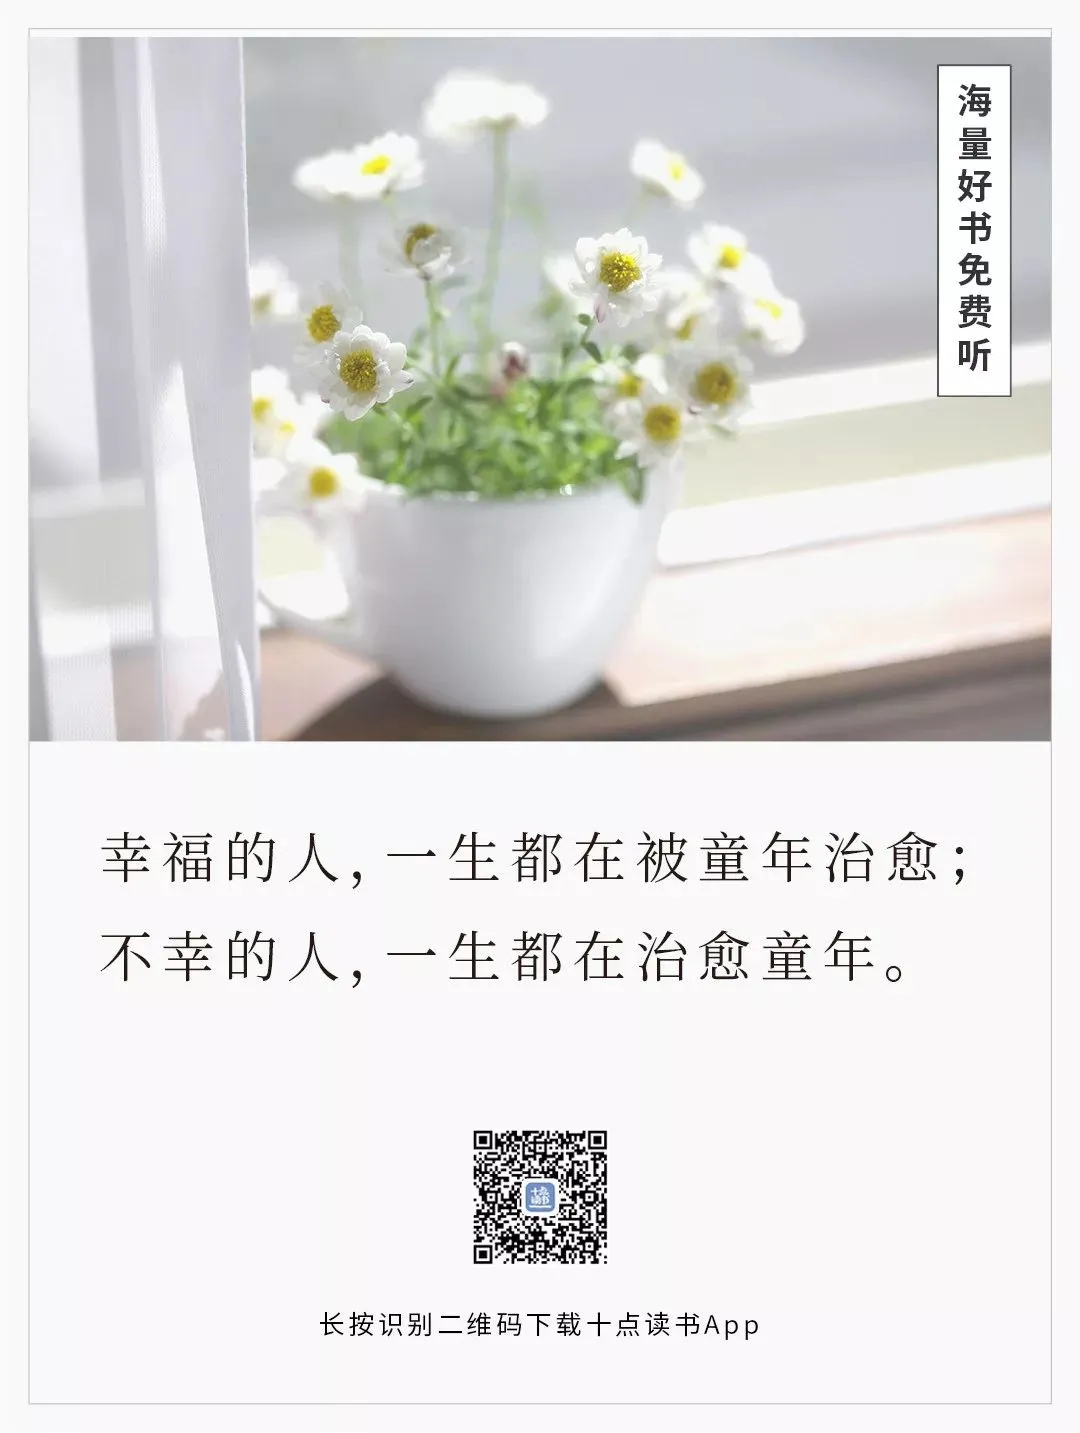 海量好书免费听
幸福的人，一生都在被童年治愈；
不幸的人，一生都在治愈童年。
长按识别二维码下载十点读书App